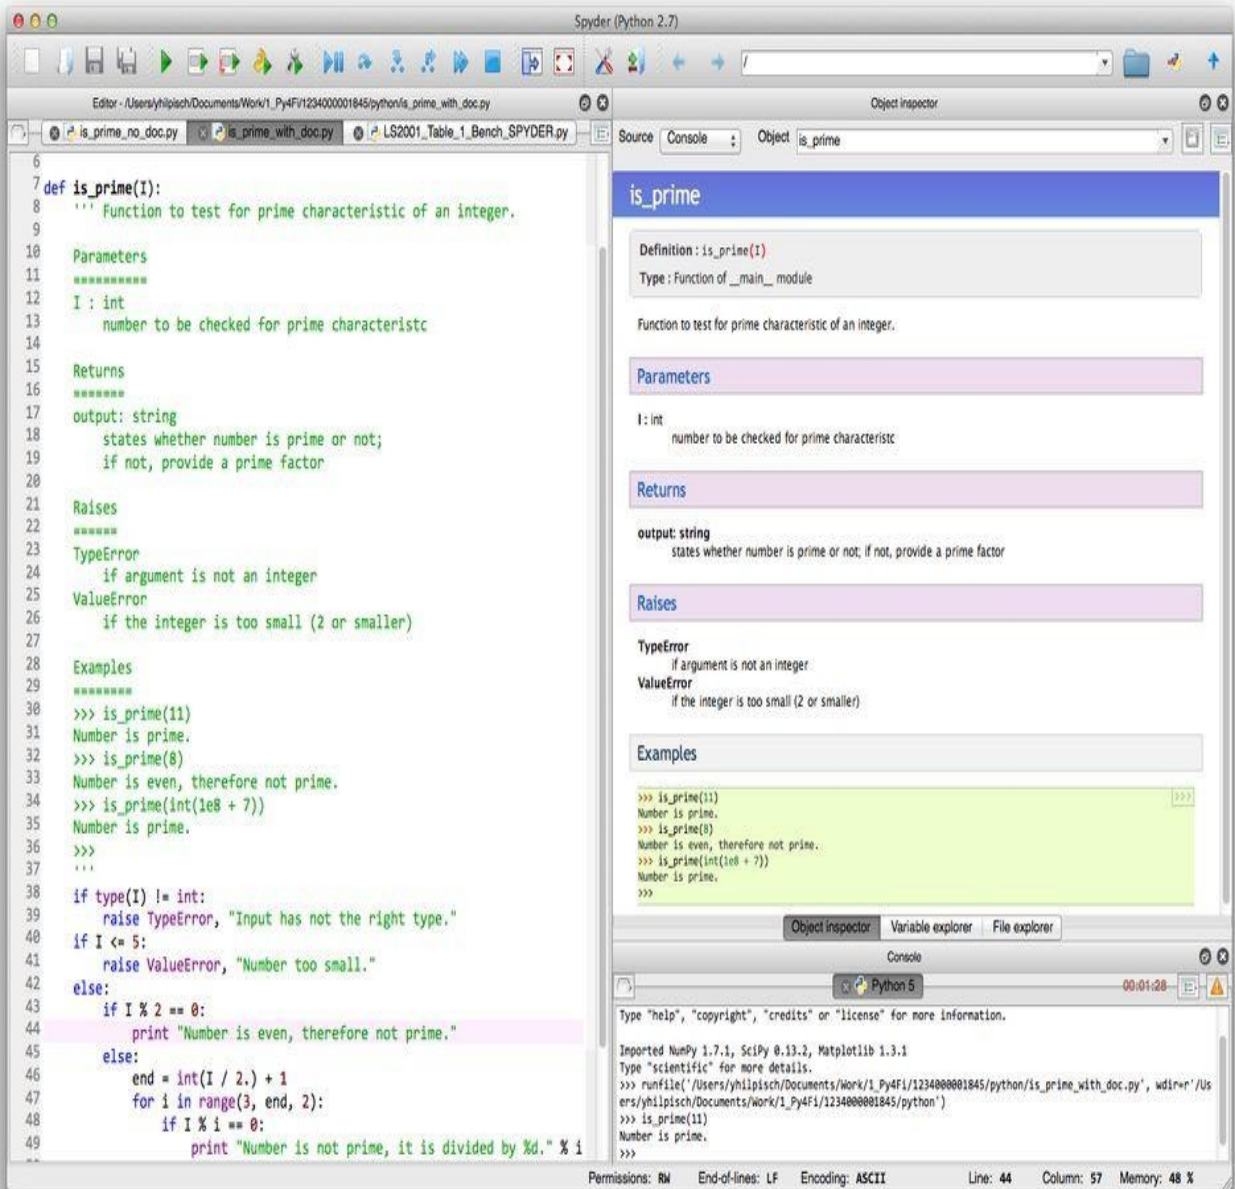 Spyder (Python 2.7)
/
Editor - /Users/yhilpisch/Documents/Work/1_Py4Fi/1234000001845/python/is_prime_with_doc.py
is_prime_no_doc.py
is_prime_with_doc.py
LS2001_Table_1_Bench_SPYDER.py
6
7 def is_prime(I):
8 ''' Function to test for prime characteristic of an integer.
9
10 Parameters
11 ==========
12 I : int
13 number to be checked for prime characteristc
14
15 Returns
16 =======
17 output: string
18 states whether number is prime or not;
19 if not, provide a prime factor
20
21 Raises
22 ======
23 TypeError
24 if argument is not an integer
25 ValueError
26 if the integer is too small (2 or smaller)
27
28 Examples
29 ========
30 >>> is_prime(11)
31 Number is prime.
32 >>> is_prime(8)
33 Number is even, therefore not prime.
34 >>> is_prime(int(1e8 + 7))
35 Number is prime.
36 >>>
37 '''
38 if type(I) != int:
39 raise TypeError, "Input has not the right type."
40 if I <= 5:
41 raise ValueError, "Number too small."
42 else:
43 if I % 2 == 0:
44 print "Number is even, therefore not prime."
45 else:
46 end = int(I / 2.) + 1
47 for i in range(3, end, 2):
48 if I % i == 0:
49 print "Number is not prime, it is divided by %d." % i
Object inspector
Source Console Object is_prime
is_prime
Definition : is_prime(I)
Type : Function of __main__ module
Function to test for prime characteristic of an integer.
Parameters
I : int
number to be checked for prime characteristc
Returns
output: string
states whether number is prime or not; if not, provide a prime factor
Raises
TypeError
if argument is not an integer
ValueError
if the integer is too small (2 or smaller)
Examples
>>> is_prime(11)
>>>
Number is prime.
>>> is_prime(8)
Number is even, therefore not prime.
>>> is_prime(int(1e8 + 7))
Number is prime.
>>>
Object inspector Variable explorer File explorer
Console
Python 5
00:01:28
Type "help", "copyright", "credits" or "license" for more information.
Imported NumPy 1.7.1, SciPy 0.13.2, Matplotlib 1.3.1
Type "scientific" for more details.
>>> runfile('/Users/yhilpisch/Documents/Work/1_Py4Fi/1234000001845/python/is_prime_with_doc.py', wdir=r'/Us
ers/yhilpisch/Documents/Work/1_Py4Fi/1234000001845/python')
>>> is_prime(11)
Number is prime.
>>>
Permissions: RW End-of-lines: LF Encoding: ASCII Line: 44 Column: 57 Memory: 48 %